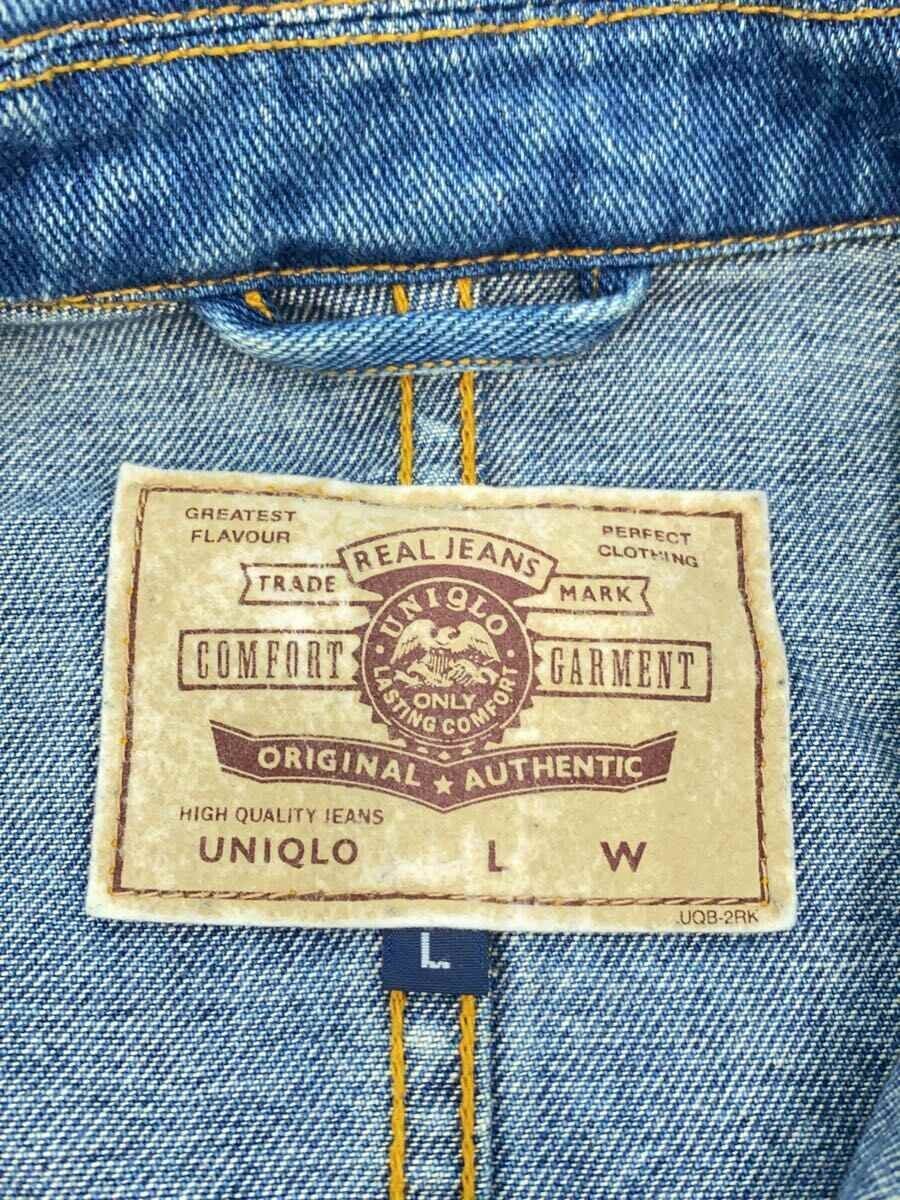 GREATEST
FLAVOUR
PERFECT
CLOTHING
REAL JEANS
TRADE MARK
UNIQLO
COMFORT GARMENT
ONLY
LASTING COMFORT
ORIGINAL ★ AUTHENTIC
HIGH QUALITY JEANS
UNIQLO L W
UQB-2RK
L